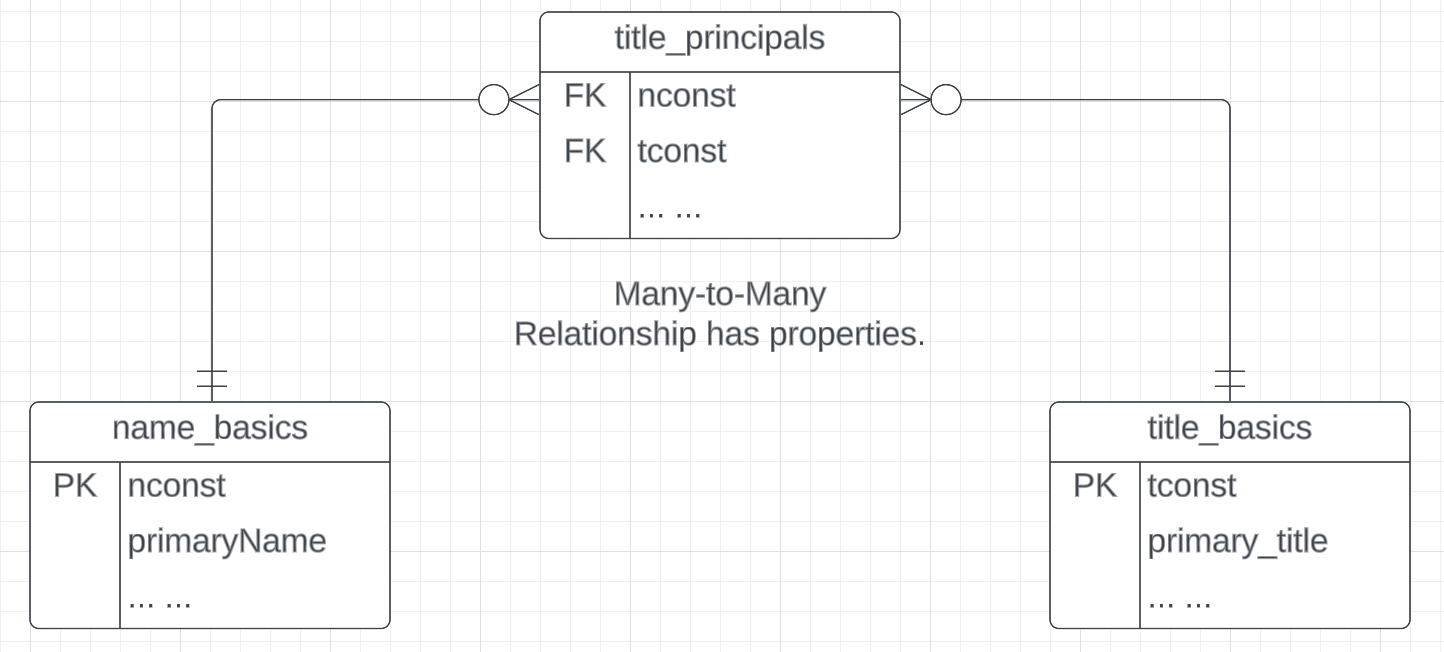 title_principals
FK nconst
FK tconst
... ...
Many-to-Many
Relationship has properties.
name_basics
PK nconst
primaryName
... ...
title_basics
PK tconst
primary_title
... ...